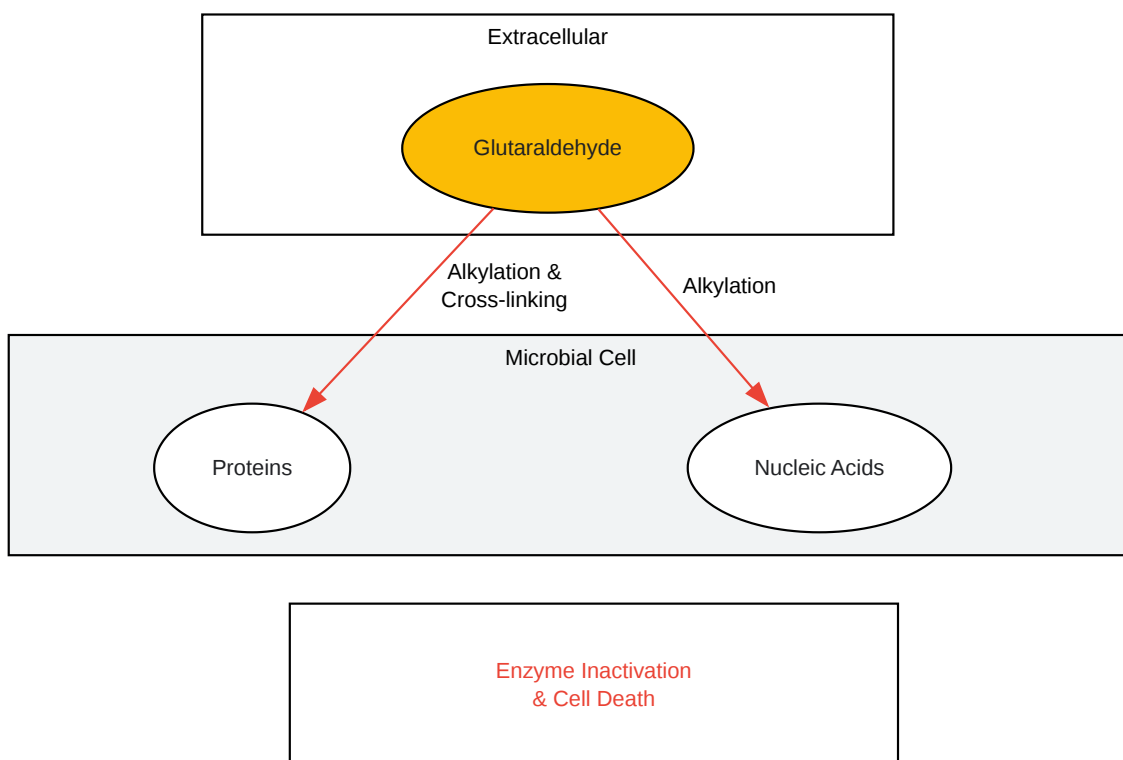 Extracellular
Glutaraldehyde
Alkylation &
Cross-linking
Alkylation
Microbial Cell
Proteins
Nucleic Acids
Enzyme Inactivation
& Cell Death